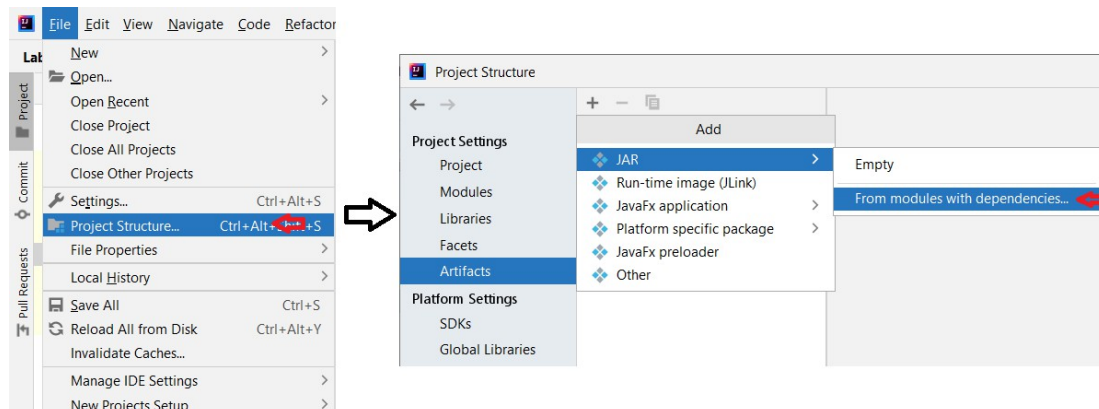 File Edit View Navigate Code Refactor
Lab
New
Open...
Open Recent
Close Project
Close All Projects
Close Other Projects
Settings... Ctrl+Alt+S
Project Structure... Ctrl+Alt+Shift+S
File Properties
Local History
Save All Ctrl+S
Reload All from Disk Ctrl+Alt+Y
Invalidate Caches...
Manage IDE Settings
New Projects Setup
Project
Commit
Pull Requests
Project Structure
Project Settings
Project
Modules
Libraries
Facets
Artifacts
Platform Settings
SDKs
Global Libraries
Add
JAR
Run-time image (JLink)
JavaFx application
Platform specific package
JavaFx preloader
Other
Empty
From modules with dependencies...